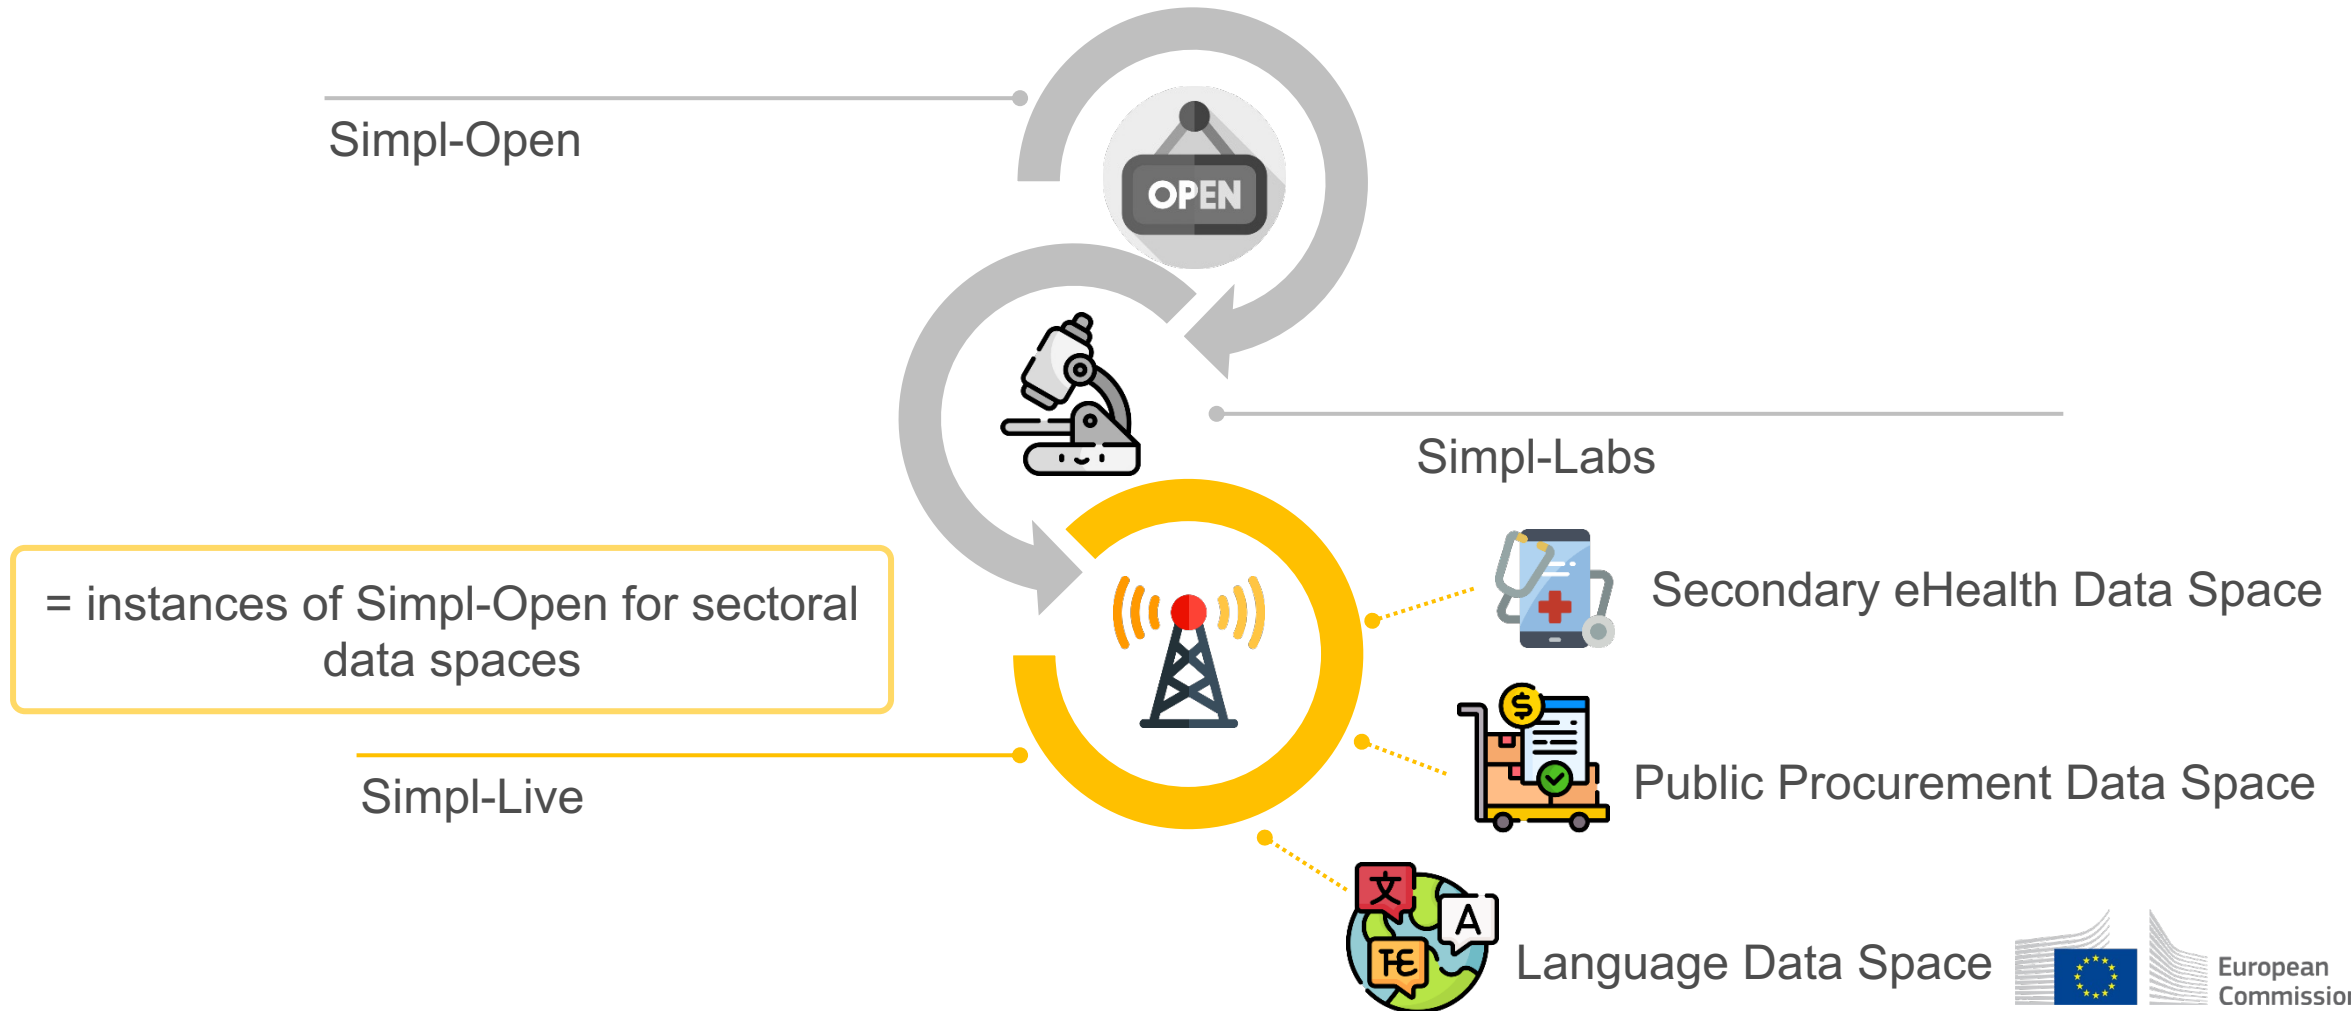 Simpl-Open
OPEN
Simpl-Labs
= instances of Simpl-Open for sectoral
data spaces
Simpl-Live
Secondary eHealth Data Space
Public Procurement Data Space
$
文
A
Language Data Space
European
Commission